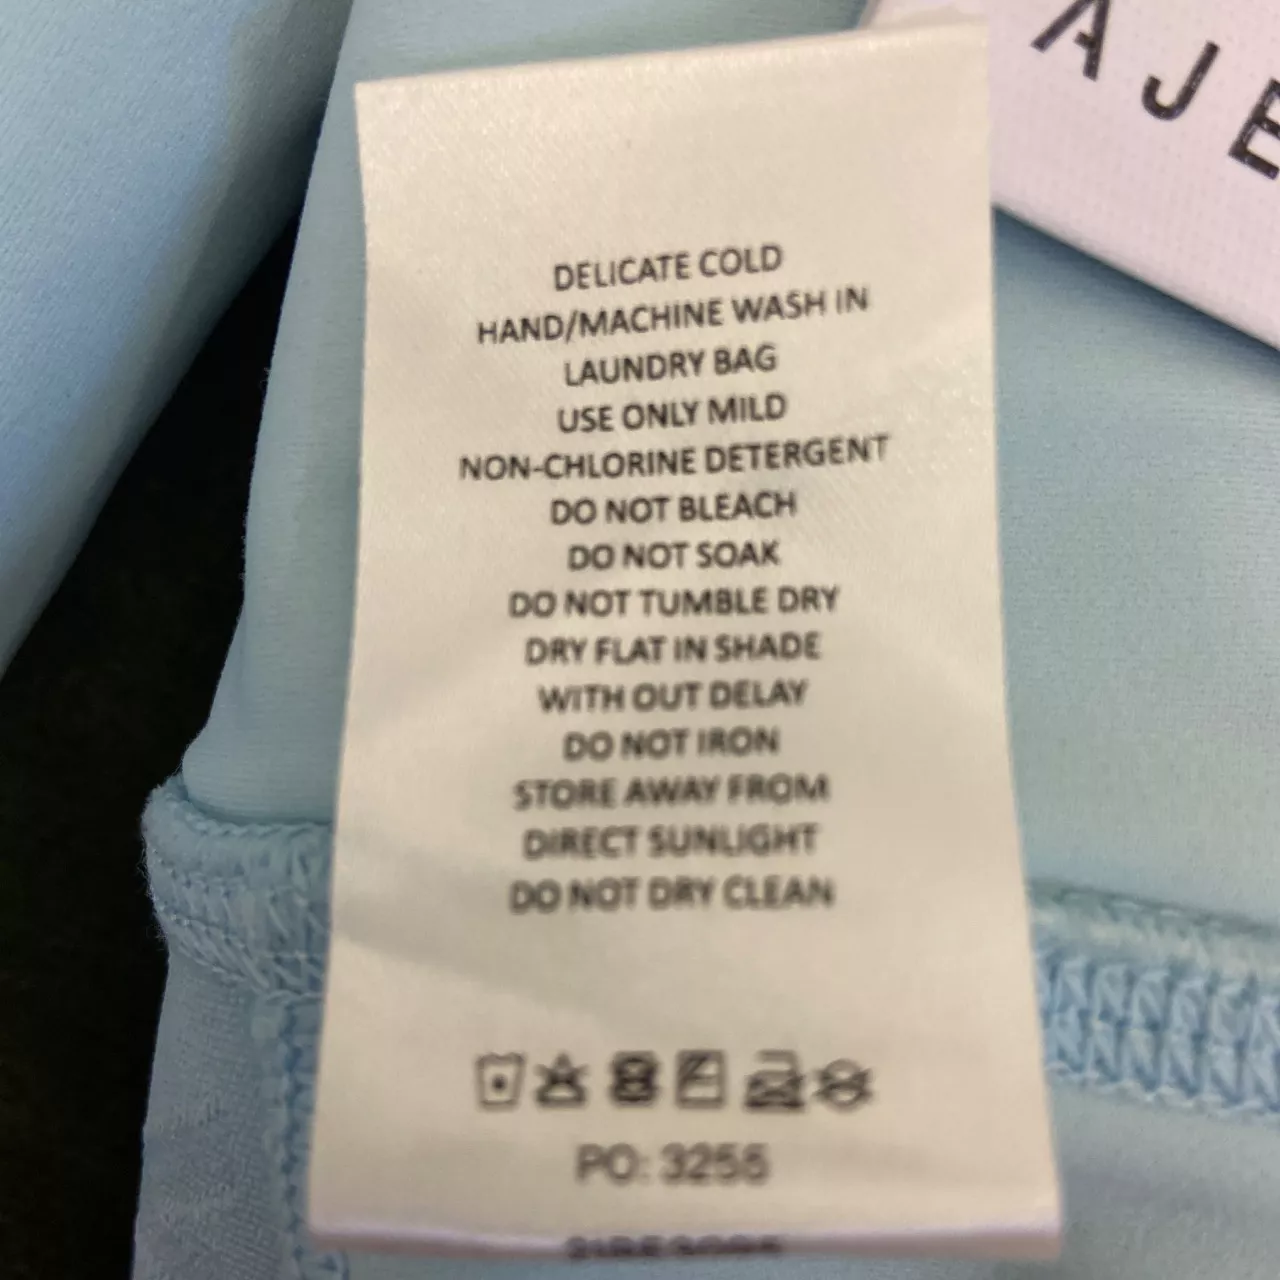 AJE
DELICATE COLD
HAND/MACHINE WASH IN
LAUNDRY BAG
USE ONLY MILD
NON-CHLORINE DETERGENT
DO NOT BLEACH
DO NOT SOAK
DO NOT TUMBLE DRY
DRY FLAT IN SHADE
WITH OUT DELAY
DO NOT IRON
STORE AWAY FROM
DIRECT SUNLIGHT
DO NOT DRY CLEAN
PO: 3256